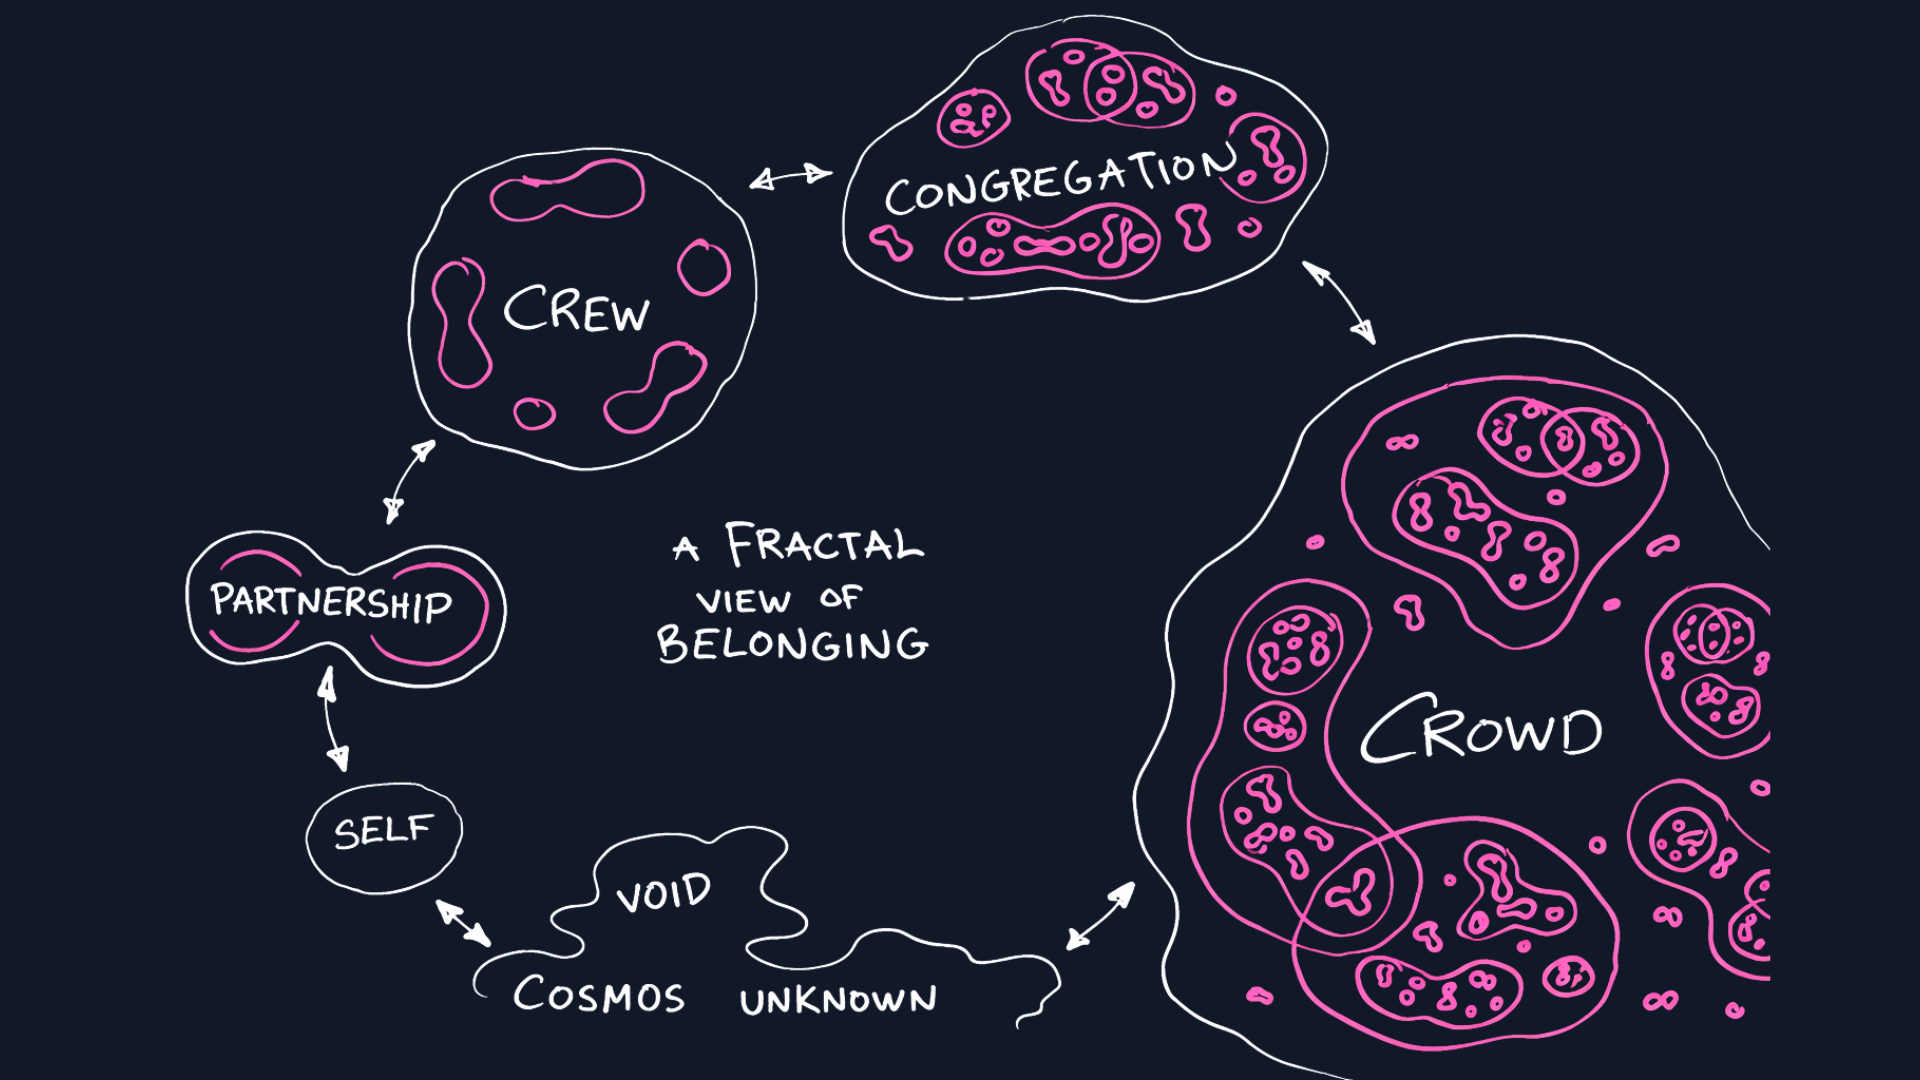 CONGREGATION
CREW
A FRACTAL
VIEW OF
BELONGING
PARTNERSHIP
CROWD
SELF
VOID
COSMOS UNKNOWN